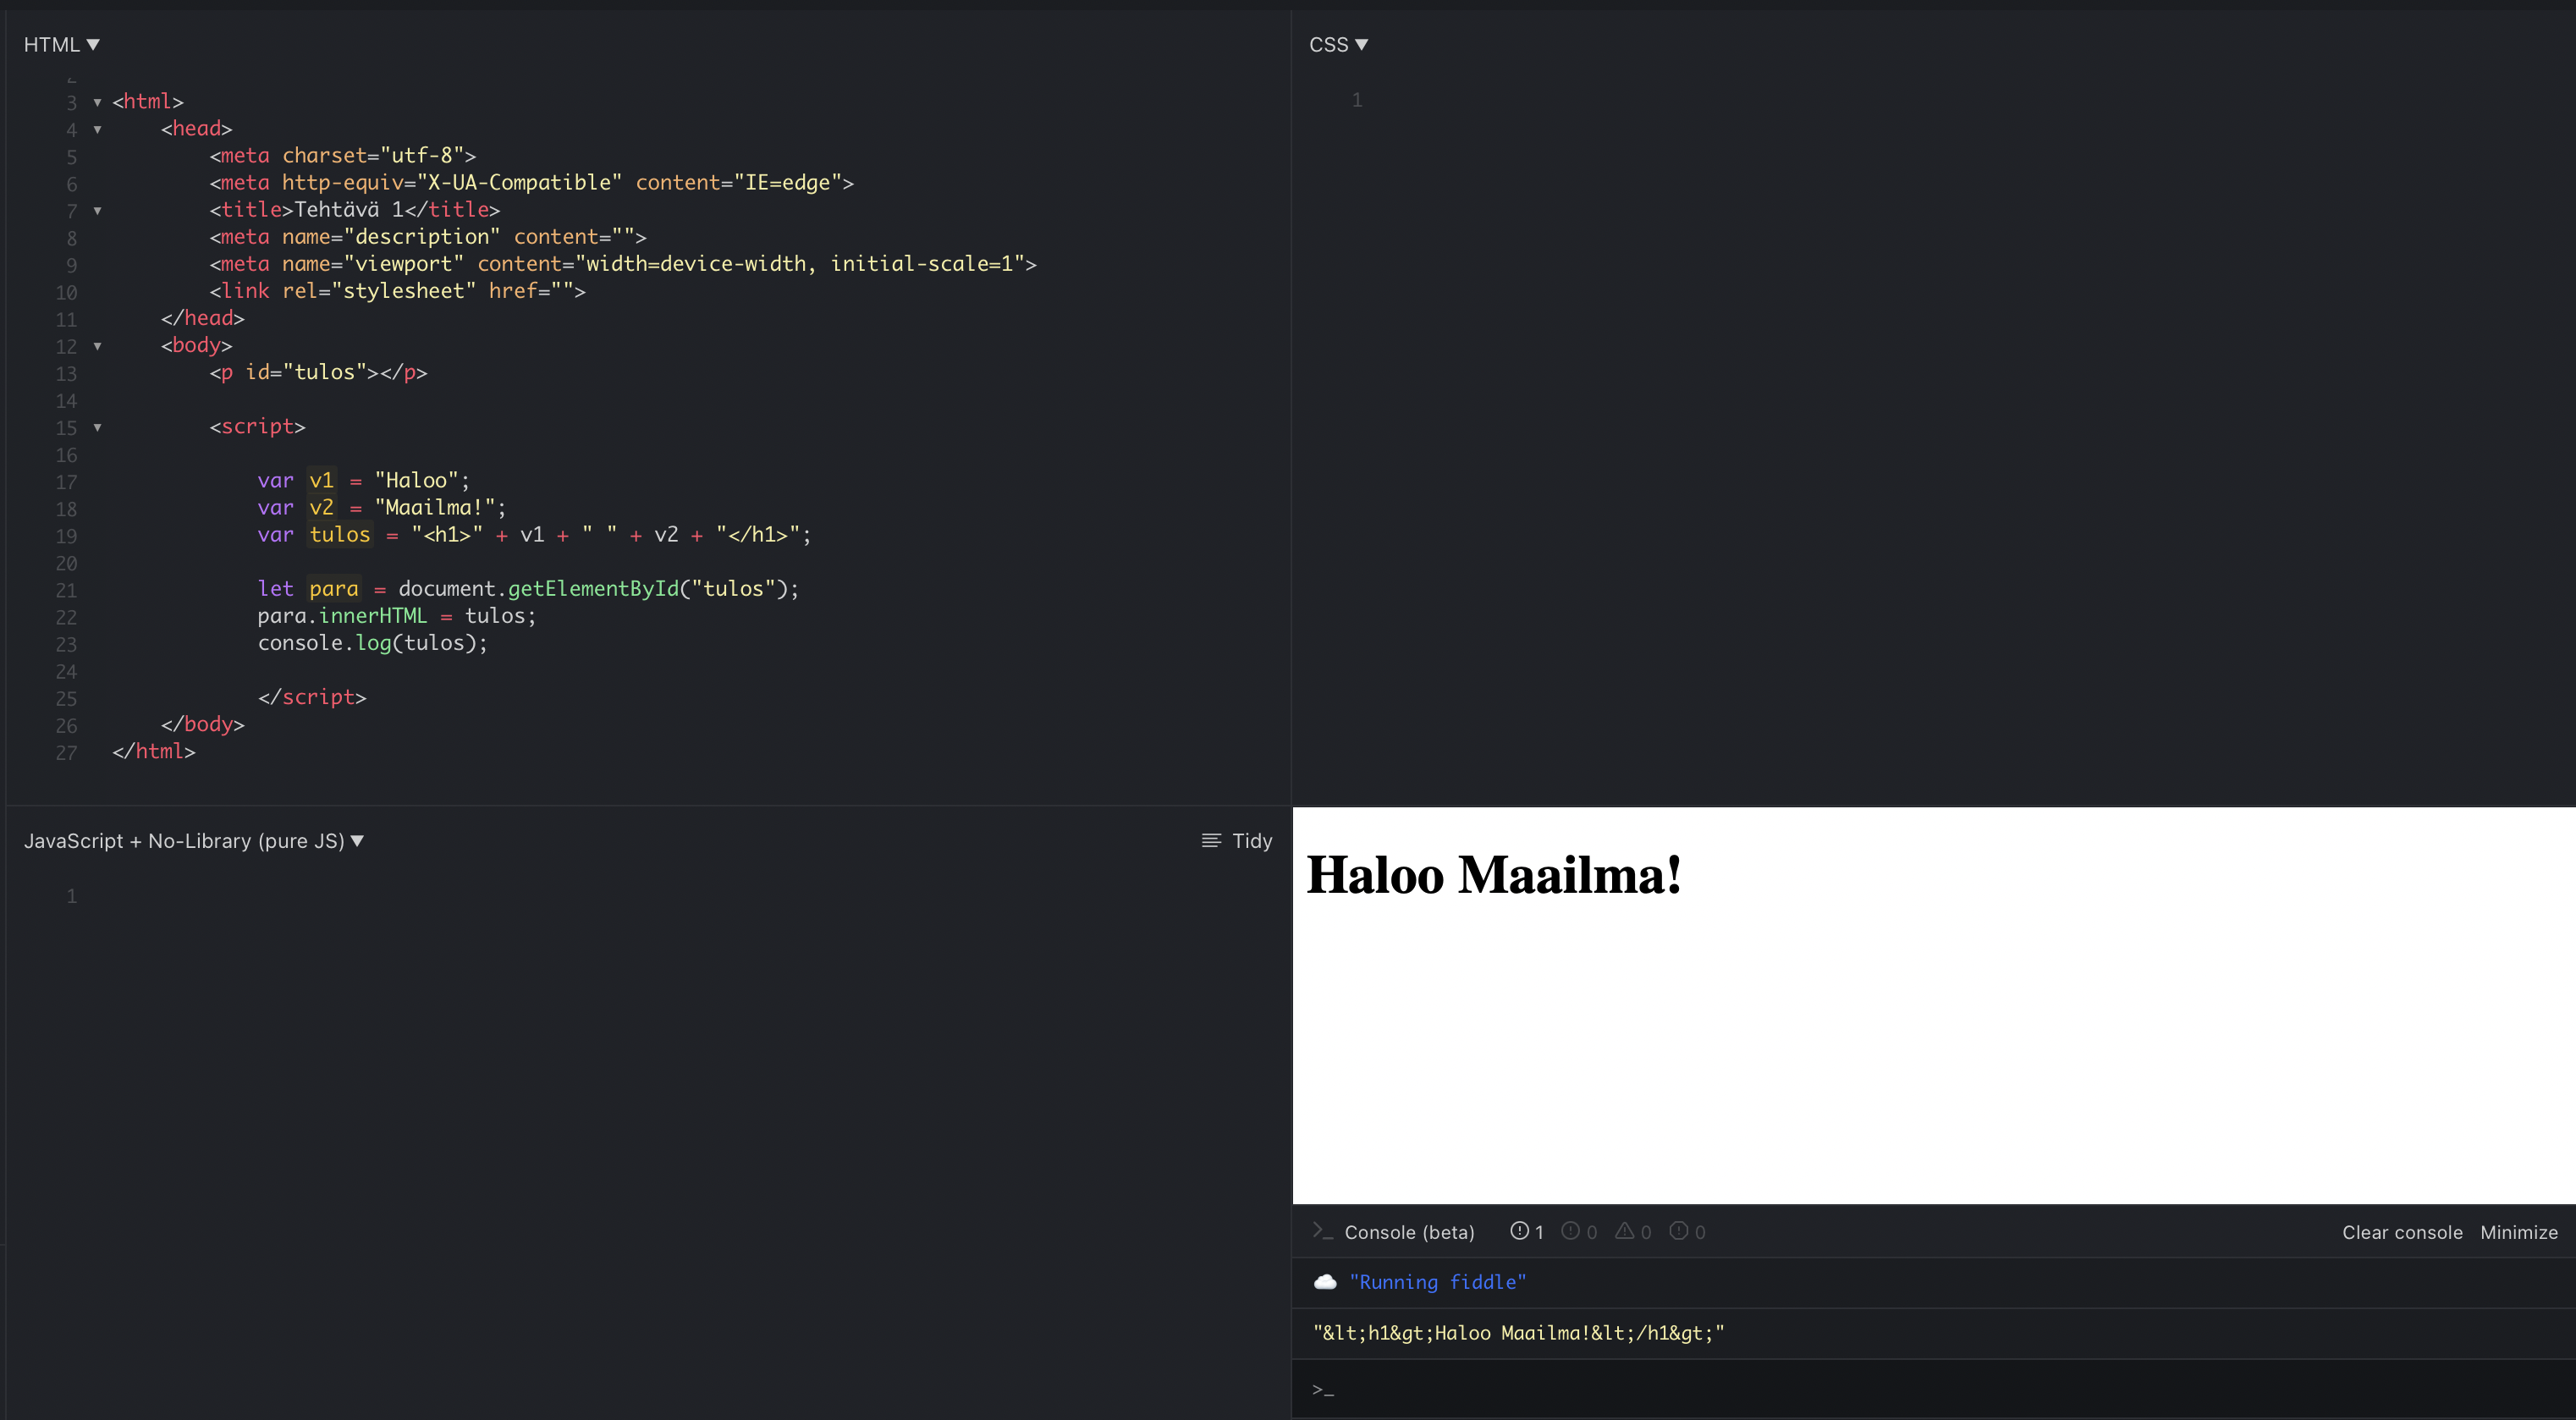 HTML ▼
3 ▼ <html>
4 ▼ <head>
5 <meta charset="utf-8">
6 <meta http-equiv="X-UA-Compatible" content="IE=edge">
7 ▼ <title>Tehtävä 1</title>
8 <meta name="description" content="">
9 <meta name="viewport" content="width=device-width, initial-scale=1">
10 <link rel="stylesheet" href="">
11 </head>
12 ▼ <body>
13 <p id="tulos"></p>
14
15 ▼ <script>
16
17 var v1 = "Haloo";
18 var v2 = "Maailma!";
19 var tulos = "<h1>" + v1 + " " + v2 + "</h1>";
20
21 let para = document.getElementById("tulos");
22 para.innerHTML = tulos;
23 console.log(tulos);
24
25 </script>
26 </body>
27 </html>
CSS ▼
1
JavaScript + No-Library (pure JS) ▼ Tidy
1
Haloo Maailma!
>_ Console (beta) 1 0 0 0 Clear console Minimize
"Running fiddle"
"&lt;h1&gt;Haloo Maailma!&lt;/h1&gt;"
>_